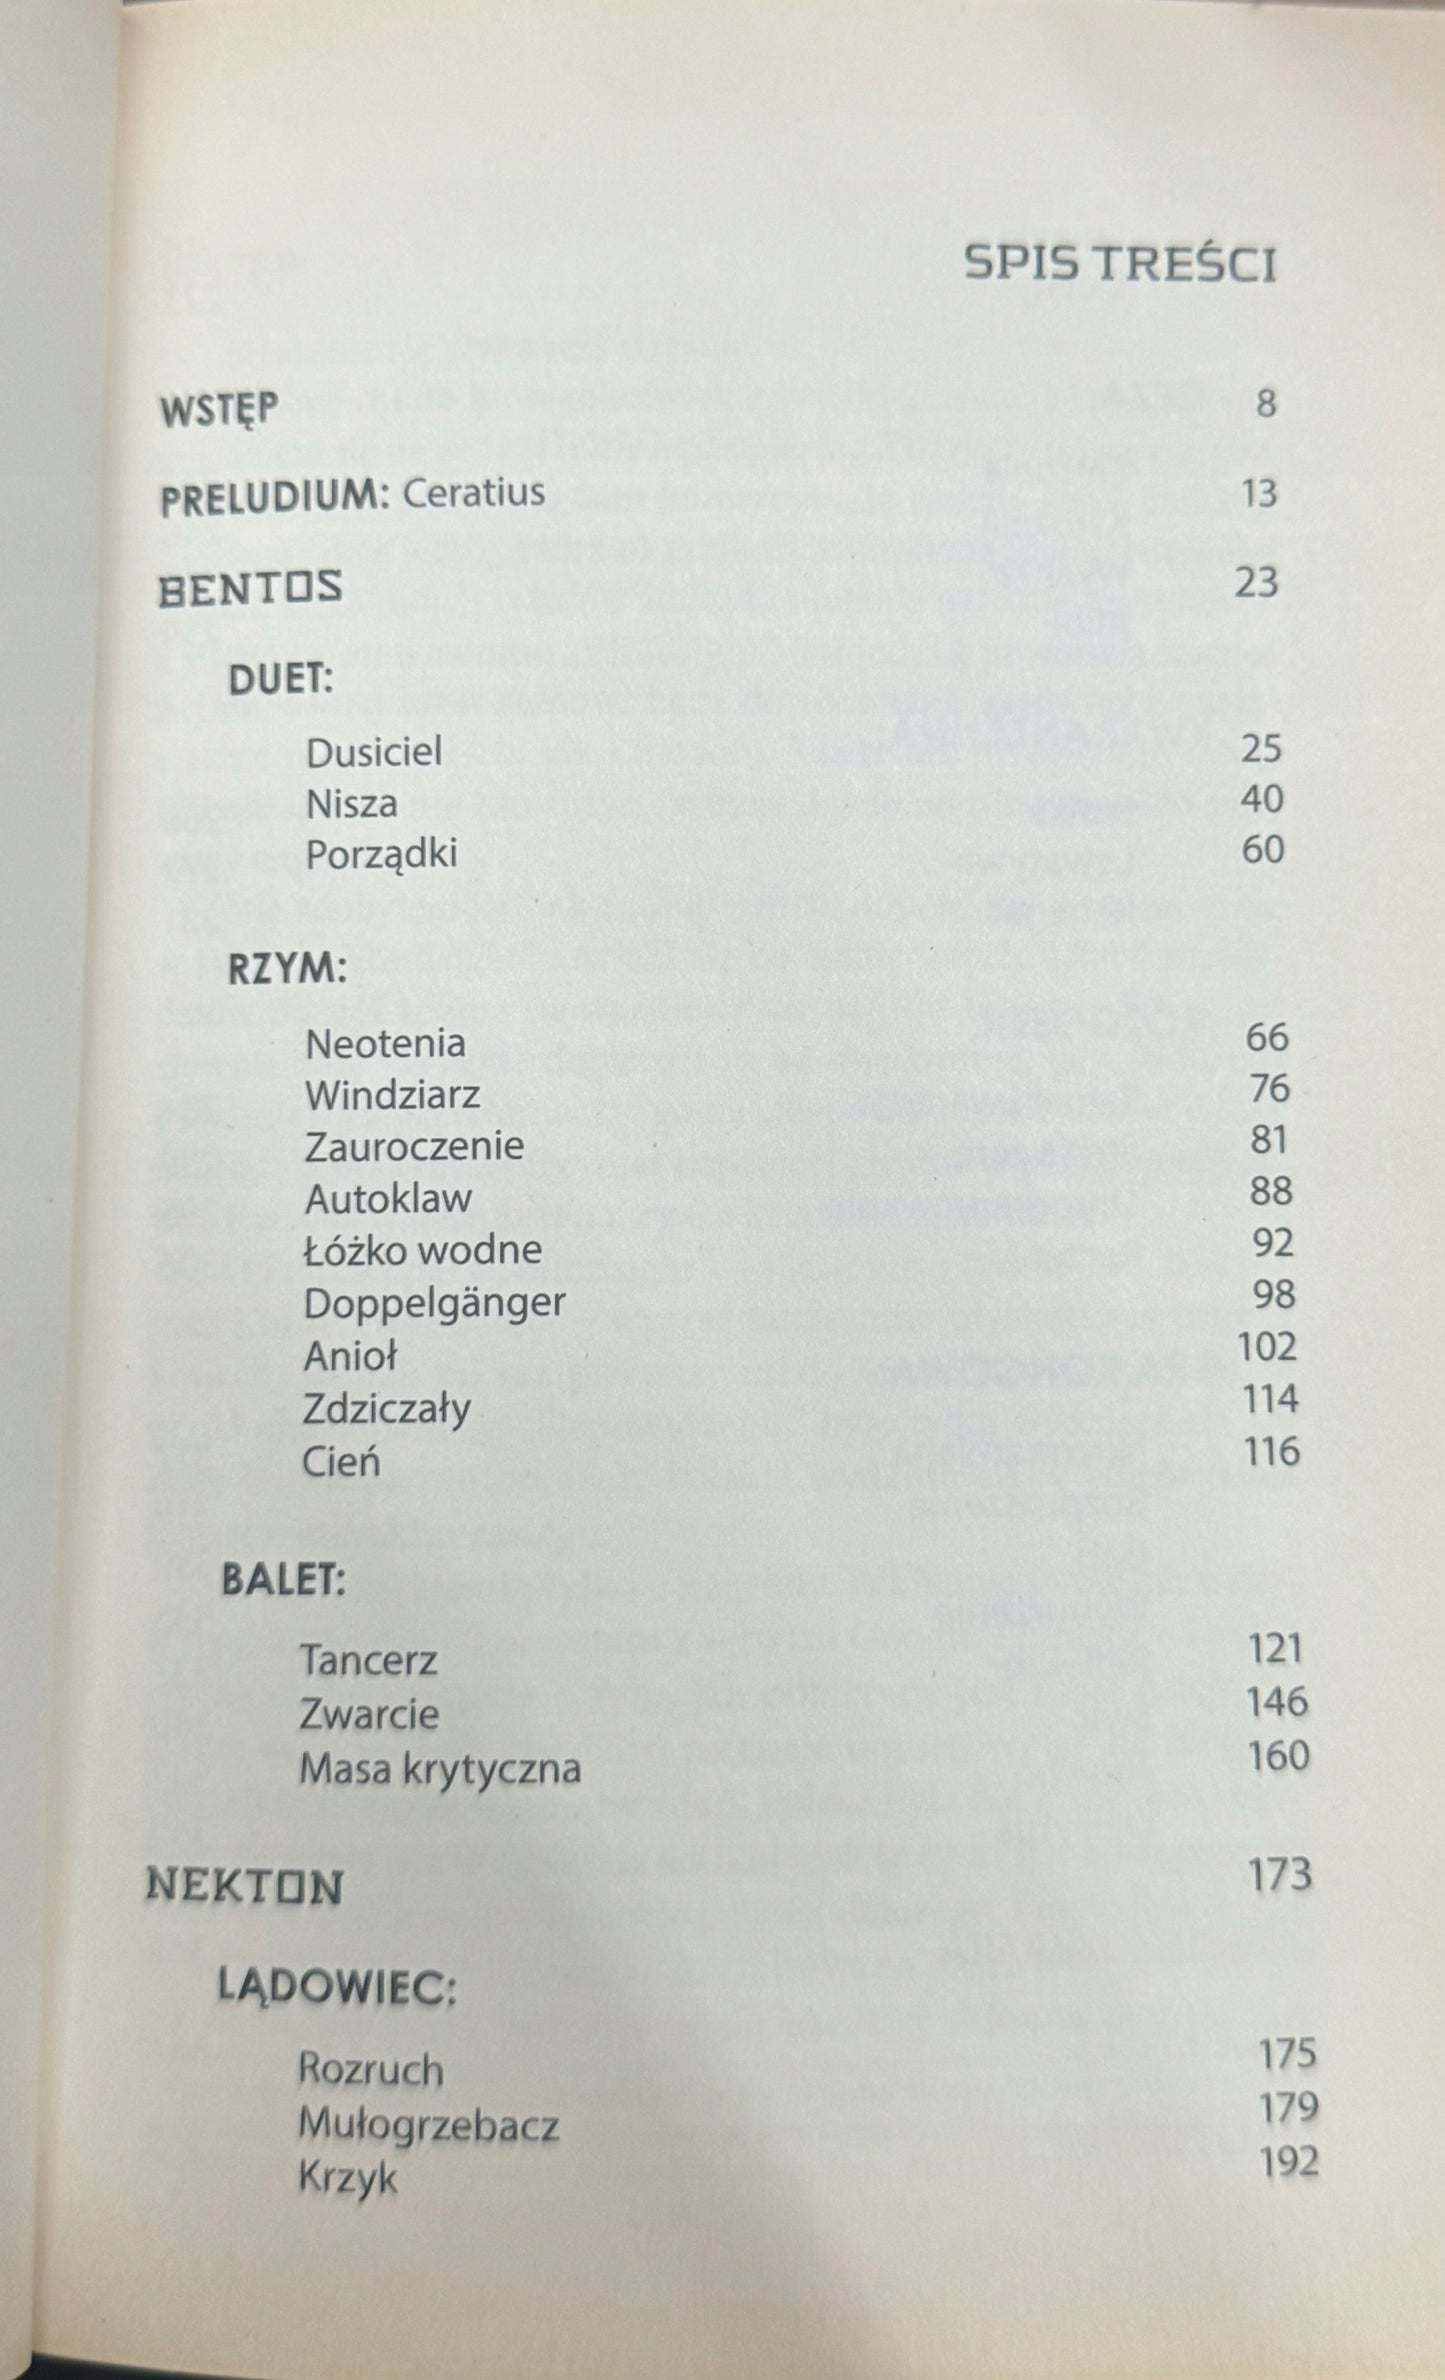 SPIS TREŚCI
WSTĘP 8
PRELUDIUM: Ceratius 13
BENTOS 23
DUET:
Dusiciel 25
Nisza 40
Porządki 60
RZYM:
Neotenia 66
Windziarz 76
Zauroczenie 81
Autoklaw 88
Łóżko wodne 92
Doppelgänger 98
Anioł 102
Zdziczały 114
Cień 116
BALET:
Tancerz 121
Zwarcie 146
Masa krytyczna 160
NEKTON 173
LĄDOWIEC:
Rozruch 175
Mułogrzebacz 179
Krzyk 192